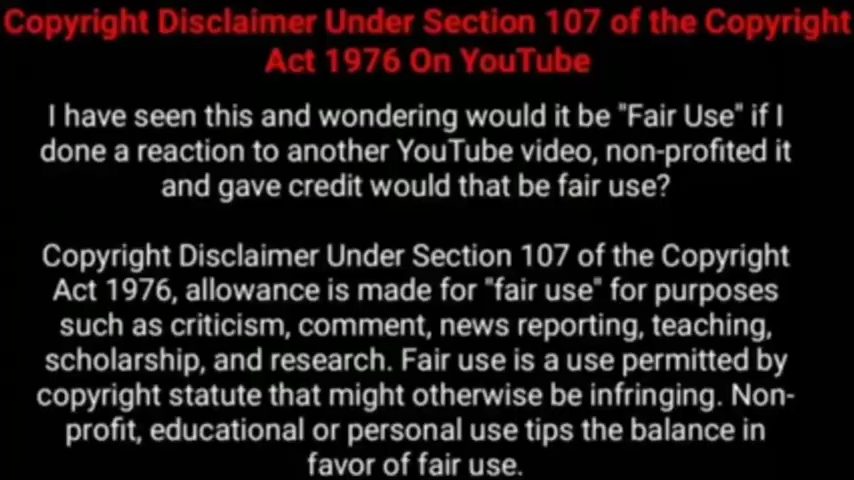 Copyright Disclaimer Under Section 107 of the Copyright
Act 1976 On YouTube
I have seen this and wondering would it be "Fair Use" if I
done a reaction to another YouTube video, non-profited it
and gave credit would that be fair use?
Copyright Disclaimer Under Section 107 of the Copyright
Act 1976, allowance is made for "fair use" for purposes
such as criticism, comment, news reporting, teaching,
scholarship, and research. Fair use is a use permitted by
copyright statute that might otherwise be infringing. Non-
profit, educational or personal use tips the balance in
favor of fair use.